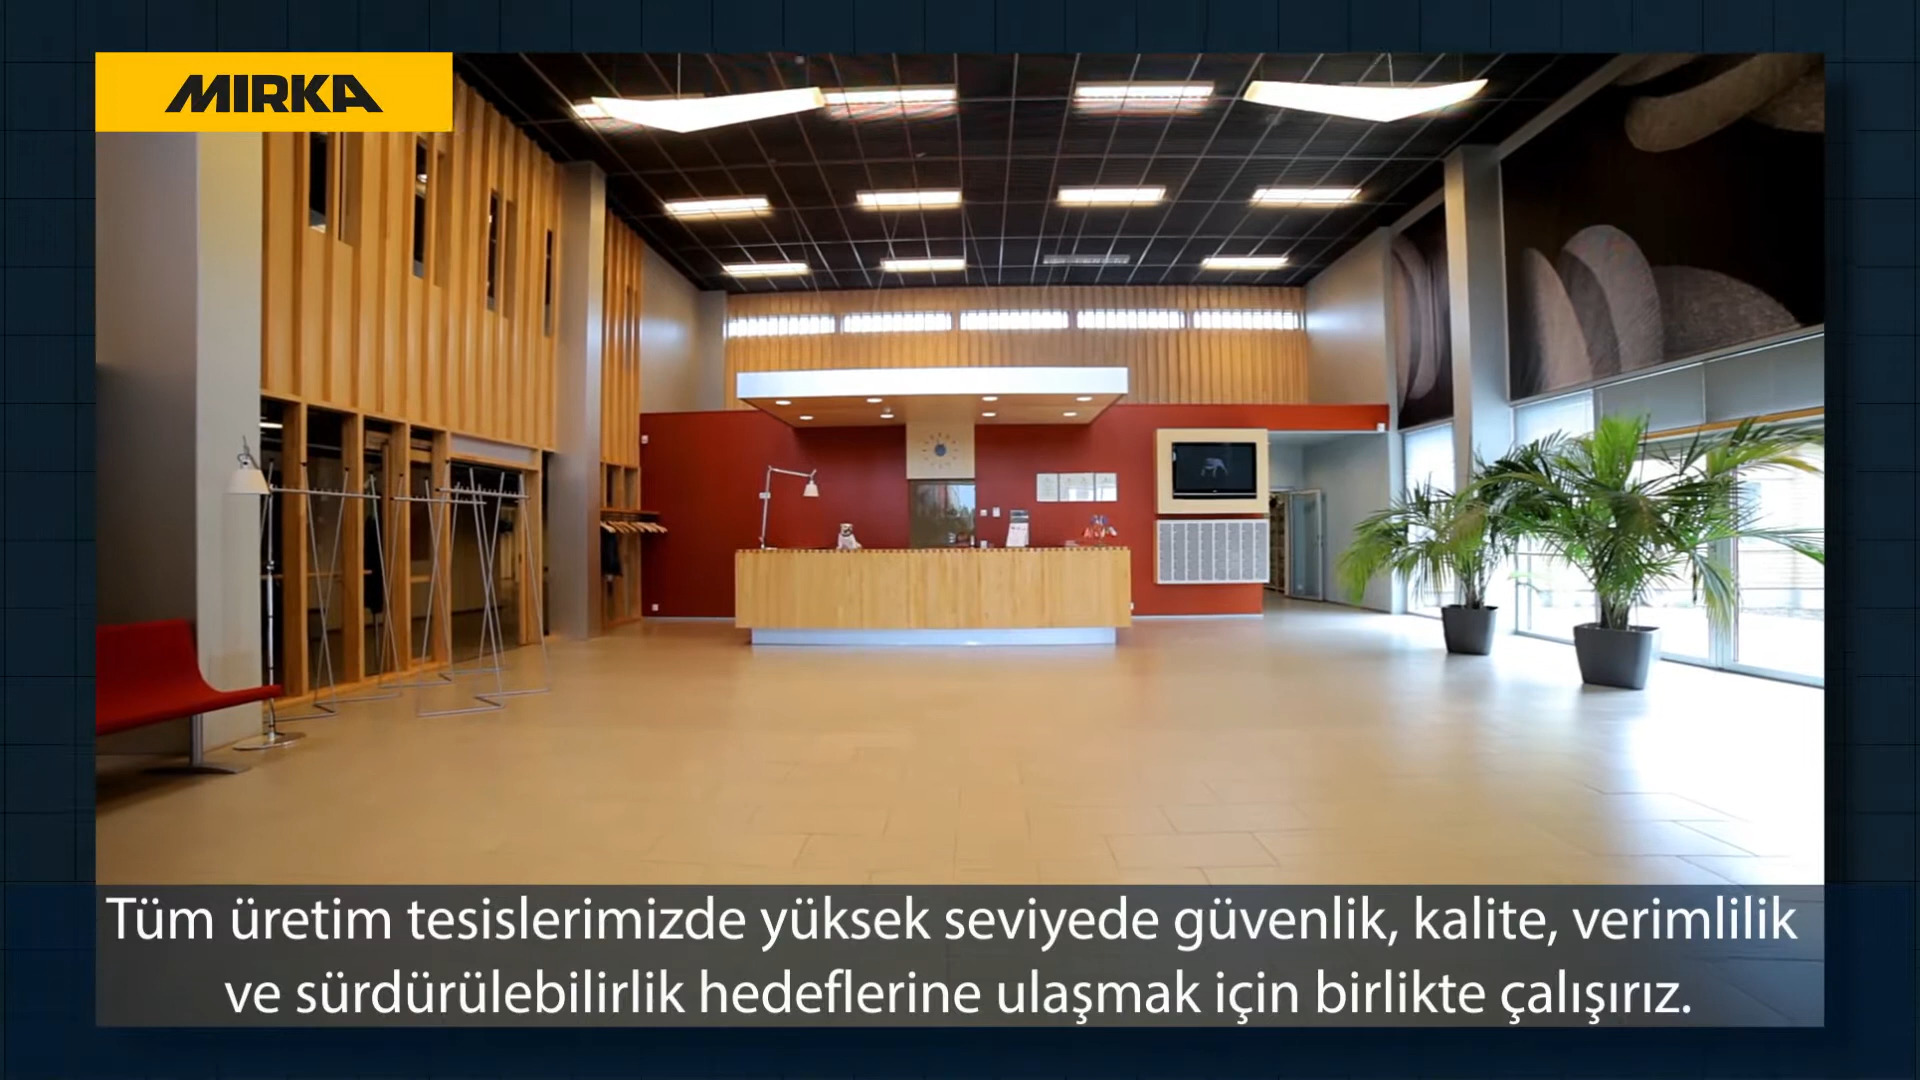 MIRKA
Tüm üretim tesislerimizde yüksek seviyede güvenlik, kalite, verimlilik
ve sürdürülebilirlik hedeflerine ulaşmak için birlikte çalışırız.